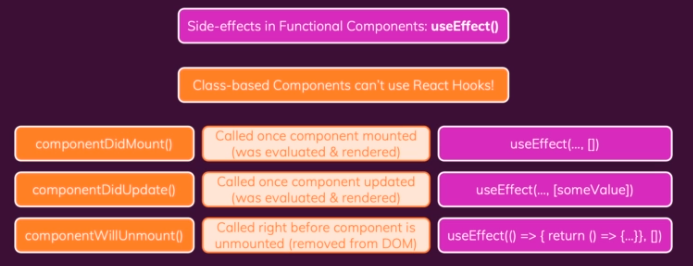 Side-effects in Functional Components: useEffect()
Class-based Components can't use React Hooks!
componentDidMount()
Called once component mounted
(was evaluated & rendered)
useEffect(..., [])
componentDidUpdate()
Called once component updated
(was evaluated & rendered)
useEffect(..., [someValue])
componentWillUnmount()
Called right before component is
unmounted (removed from DOM)
useEffect(() => { return () => {...}}, [])